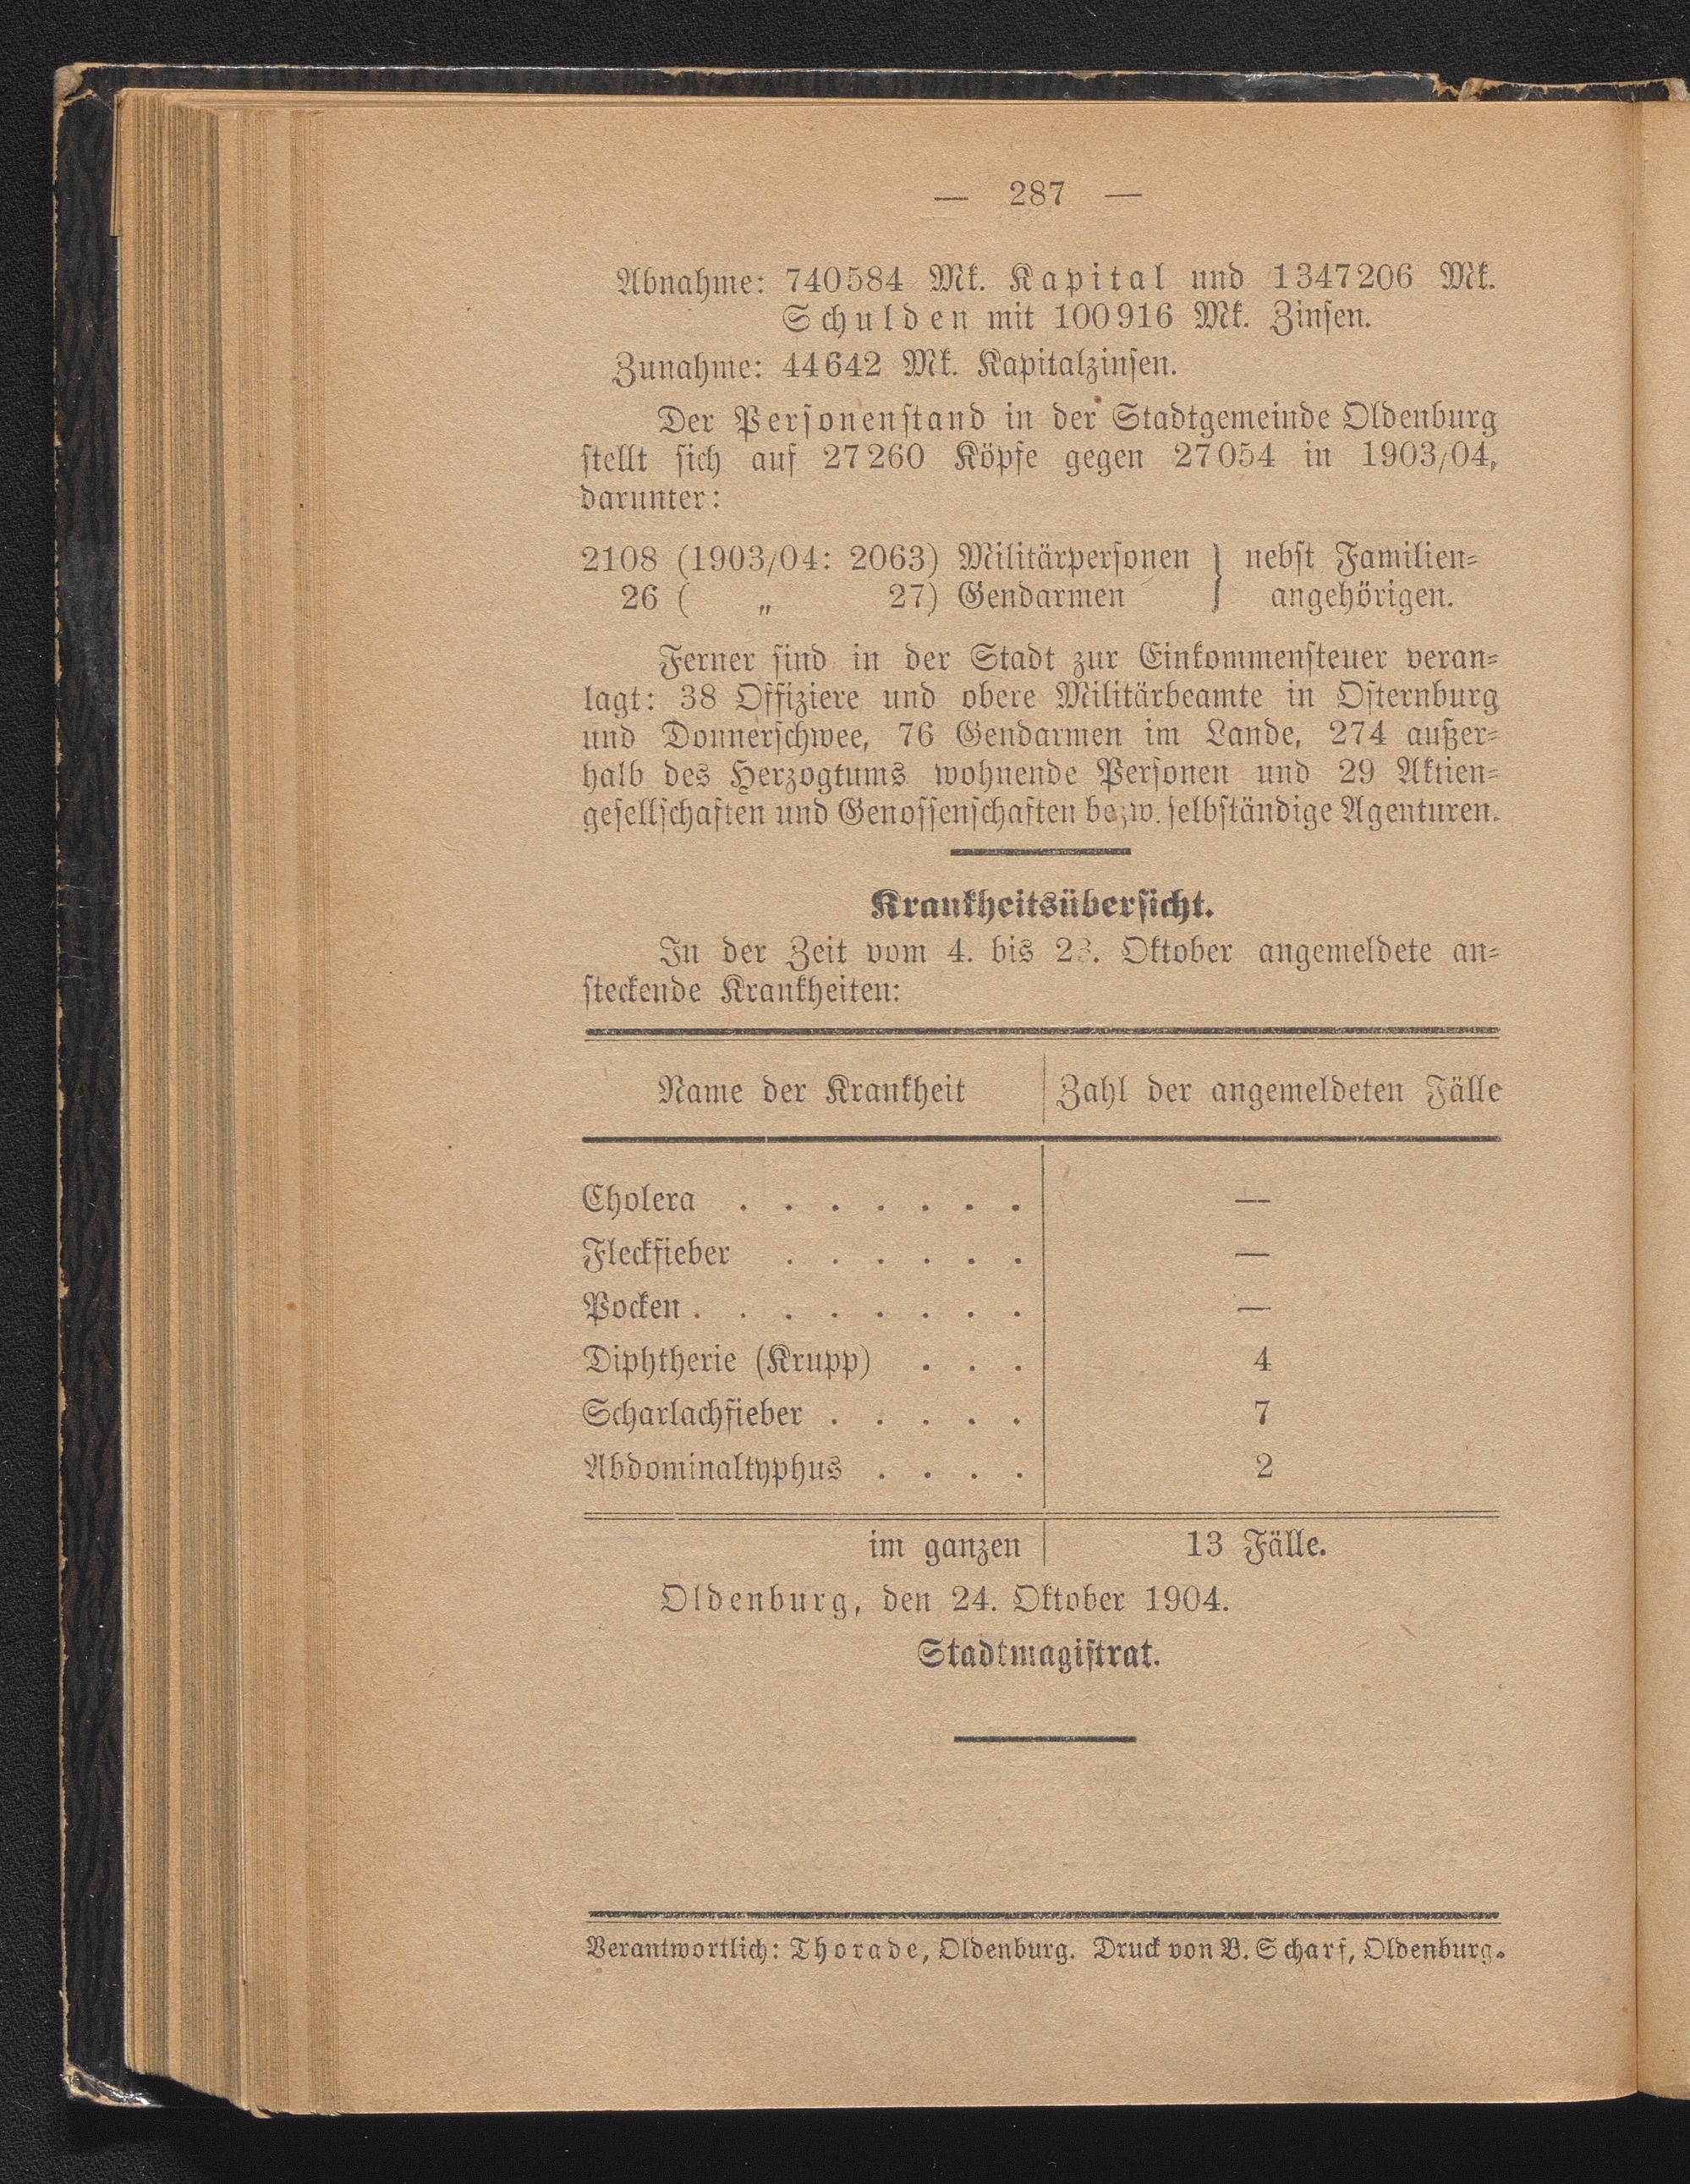 — 287 —
Abnahme: 740584 Mk. Kapital und 1347206 Mk.
Schulden mit 100916 Mk. Zinsen.
Zunahme: 44642 Mk. Kapitalzinsen.
Der Personenstand in der Stadtgemeinde Oldenburg
stellt sich auf 27260 Köpfe gegen 27054 in 1903/04,
darunter:
2108 (1903/04: 2063) Militärpersonen } nebst Familien-
26 ( „ 27) Gendarmen } angehörigen.
Ferner sind in der Stadt zur Einkommensteuer veran-
lagt: 38 Offiziere und obere Militärbeamte in Osternburg
und Donnerschwee, 76 Gendarmen im Lande, 274 außer-
halb des Herzogtums wohnende Personen und 29 Aktien-
gesellschaften und Genossenschaften bezw. selbständige Agenturen.
Krankheitsübersicht.
In der Zeit vom 4. bis 23. Oktober angemeldete an-
steckende Krankheiten:
Name der Krankheit Zahl der angemeldeten Fälle
Cholera . . . . . . . —
Fleckfieber . . . . . . —
Pocken . . . . . . . . —
Diphtherie (Krupp) . . . 4
Scharlachfieber . . . . . 7
Abdominaltyphus . . . . 2
im ganzen 13 Fälle.
Oldenburg, den 24. Oktober 1904.
Stadtmagistrat.
Verantwortlich: Thorade, Oldenburg. Druck von B. Scharf, Oldenburg.